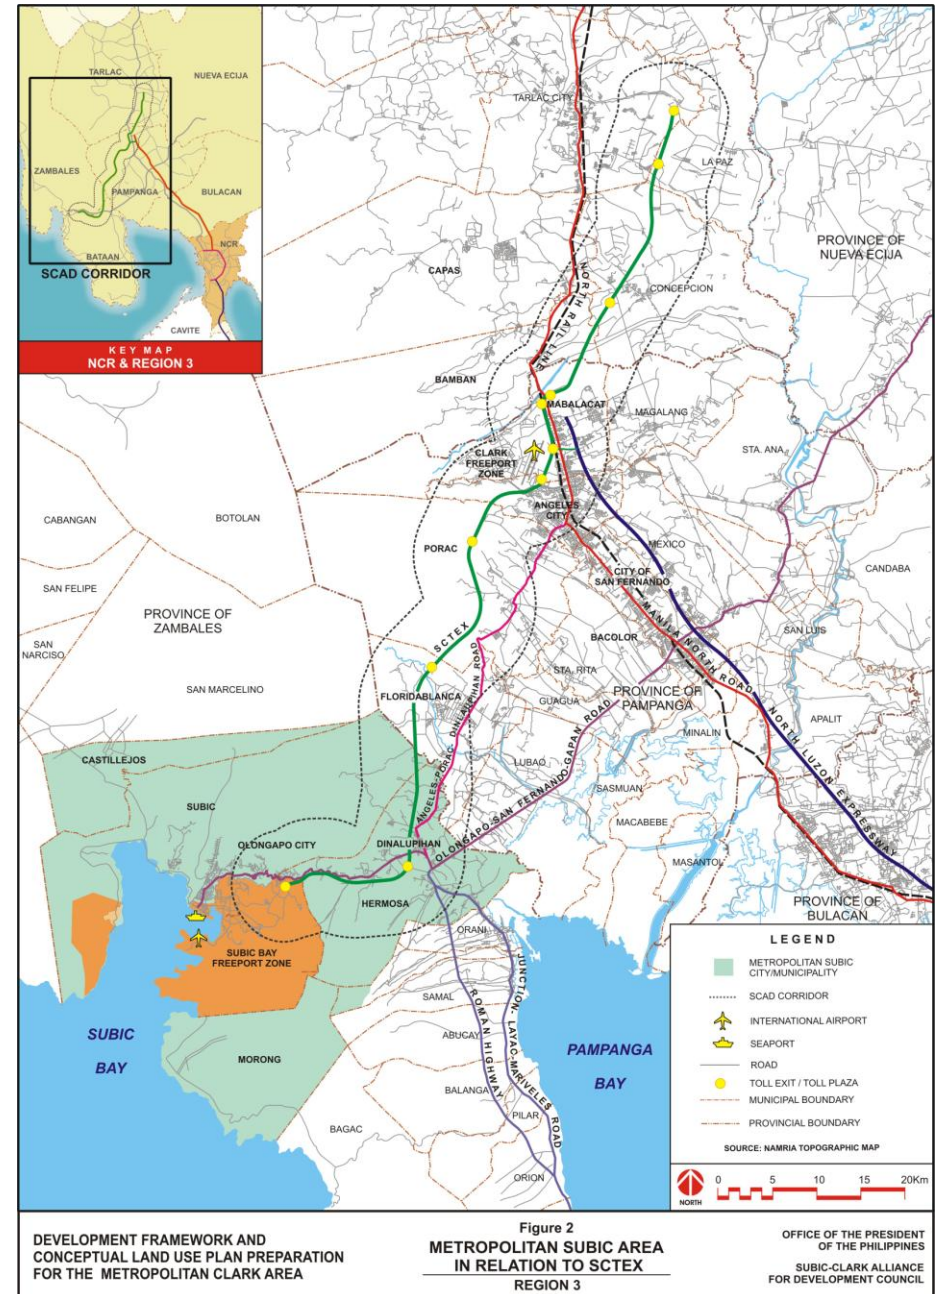 TARLAC
NUEVA ECIJA
ZAMBALES
PAMPANGA
BULACAN
NCR
BATAAN
SCAD CORRIDOR
CAVITE
KEY MAP
NCR & REGION 3
TARLAC CITY
LA PAZ
PROVINCE OF
NUEVA ECIJA
CAPAS
NORTH RAIL LINE
CONCEPCION
BAMBAN
MABALACAT
MAGALANG
STA. ANA
CLARK
FREEPORT
ZONE
ANGELES
CITY
CABANGAN
BOTOLAN
PORAC
MEXICO
CANDABA
SAN FELIPE
CITY OF
SAN FERNANDO
PROVINCE OF
ZAMBALES
SAN
NARCISO
SCTEX
BACOLOR
MANILA NORTH ROAD
SAN LUIS
STA. RITA
SAN MARCELINO
FLORIDABLANCA
ANGELES-PORAC-DINALUPIHAN ROAD
GUAGUA
PROVINCE OF
PAMPANGA
APALIT
MINALIN
NORTH LUZON EXPRESSWAY
CASTILLEJOS
LUBAO
SASMUAN
SUBIC
MACABEBE
OLONGAPO-SAN FERNANDO-GAPAN ROAD
OLONGAPO CITY
DINALUPIHAN
MASANTOL
HERMOSA
PROVINCE OF
BULACAN
ORANI
SUBIC BAY
FREEPORT ZONE
SAMAL
JUNCTION-LAYAC-MARIVELES ROAD
ROMAN HIGHWAY
SUBIC
BAY
ABUCAY
PAMPANGA
BAY
MORONG
BALANGA
PILAR
BAGAC
ORION
LEGEND
METROPOLITAN SUBIC
CITY/MUNICIPALITY
SCAD CORRIDOR
INTERNATIONAL AIRPORT
SEAPORT
ROAD
TOLL EXIT / TOLL PLAZA
MUNICIPAL BOUNDARY
PROVINCIAL BOUNDARY
SOURCE: NAMRIA TOPOGRAPHIC MAP
NORTH
0 5 10 15 20Km
DEVELOPMENT FRAMEWORK AND
CONCEPTUAL LAND USE PLAN PREPARATION
FOR THE METROPOLITAN CLARK AREA
Figure 2
METROPOLITAN SUBIC AREA
IN RELATION TO SCTEX
REGION 3
OFFICE OF THE PRESIDENT
OF THE PHILIPPINES
SUBIC-CLARK ALLIANCE
FOR DEVELOPMENT COUNCIL